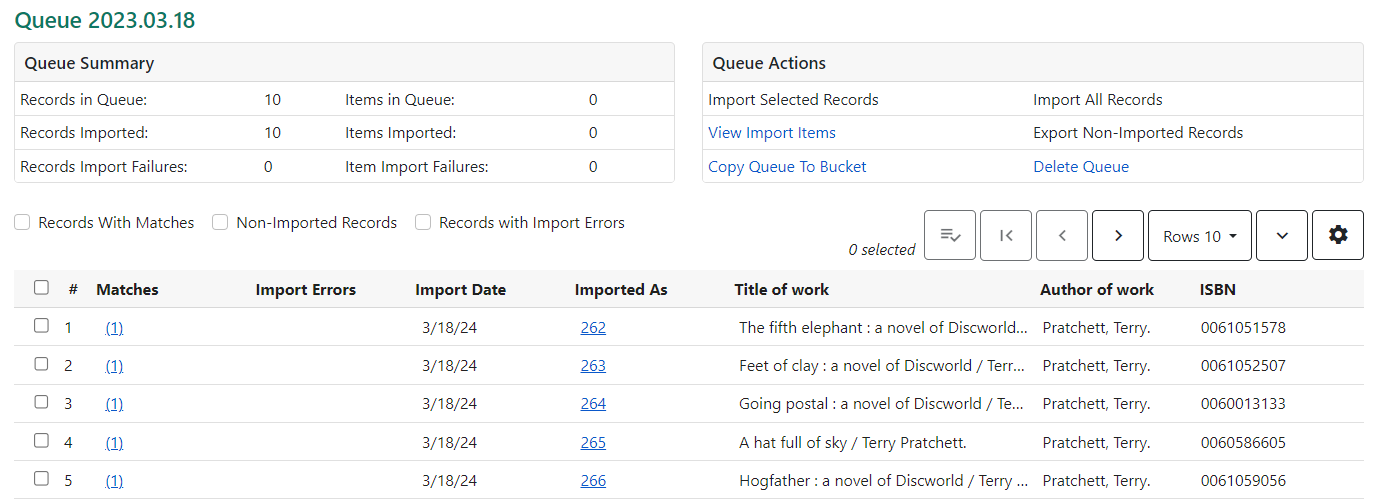 Queue 2023.03.18
Queue Summary
Records in Queue: 10 Items in Queue: 0
Records Imported: 10 Items Imported: 0
Records Import Failures: 0 Item Import Failures: 0
Queue Actions
Import Selected Records Import All Records
View Import Items Export Non-Imported Records
Copy Queue To Bucket Delete Queue
Records With Matches Non-Imported Records Records with Import Errors
0 selected Rows 10
# Matches Import Errors Import Date Imported As Title of work Author of work ISBN
1 (1) 3/18/24 262 The fifth elephant : a novel of Discworld... Pratchett, Terry. 0061051578
2 (1) 3/18/24 263 Feet of clay : a novel of Discworld / Terr... Pratchett, Terry. 0061052507
3 (1) 3/18/24 264 Going postal : a novel of Discworld / Te... Pratchett, Terry. 0060013133
4 (1) 3/18/24 265 A hat full of sky / Terry Pratchett. Pratchett, Terry. 0060586605
5 (1) 3/18/24 266 Hogfather : a novel of Discworld / Terry ... Pratchett, Terry. 0061059056